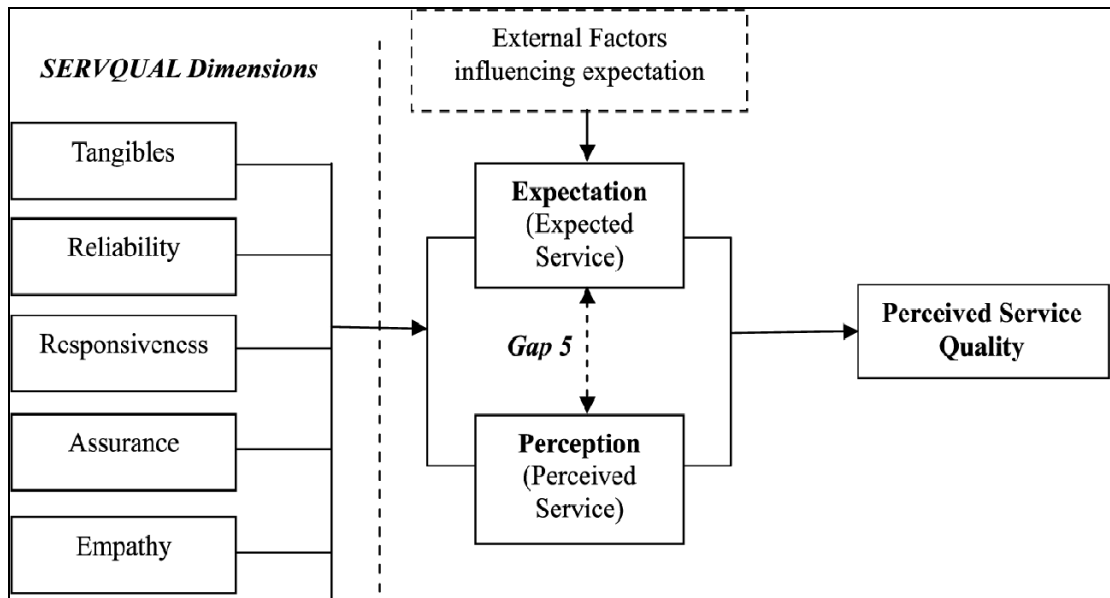 SERVQUAL Dimensions
Tangibles
Reliability
Responsiveness
Assurance
Empathy
External Factors
influencing expectation
Expectation
(Expected
Service)
Gap 5
Perception
(Perceived
Service)
Perceived Service
Quality